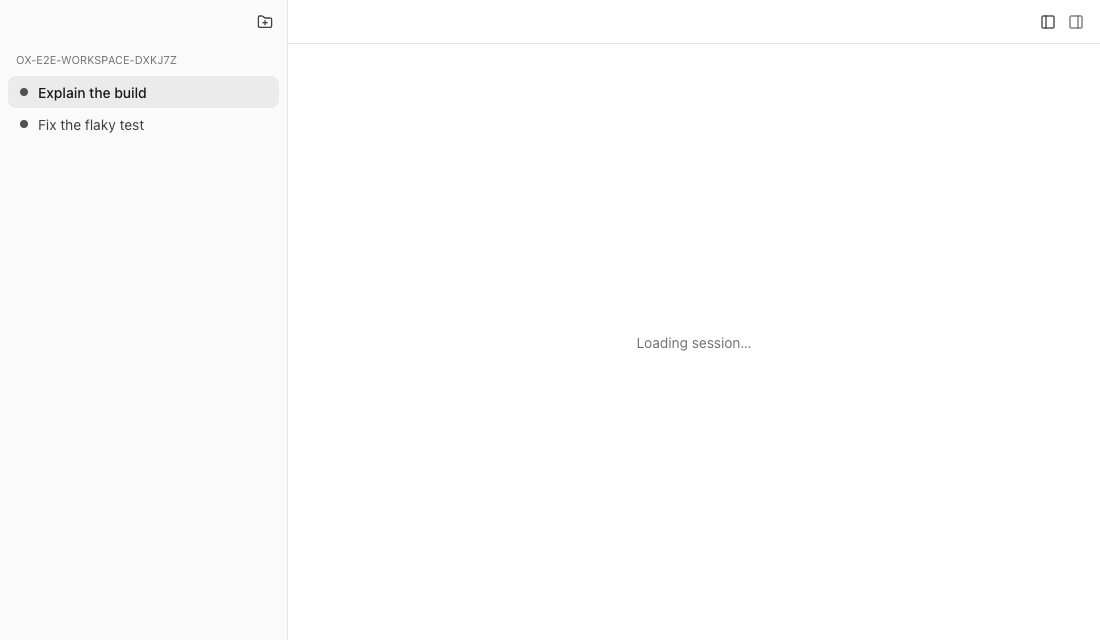 OX-E2E-WORKSPACE-DXKJ7Z
Explain the build
Fix the flaky test
Loading session…